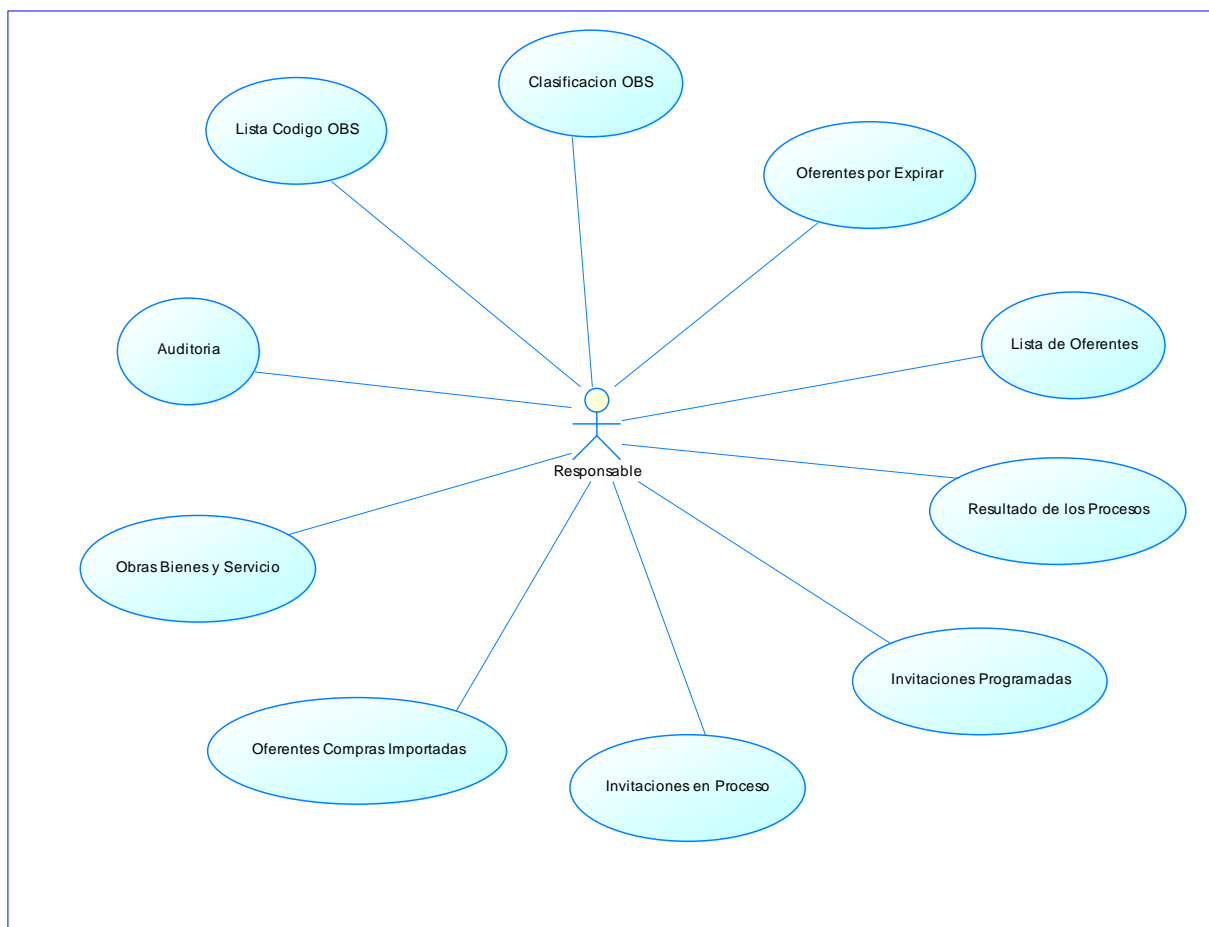 Clasificacion OBS
Lista Codigo OBS
Oferentes por Expirar
Lista de Oferentes
Auditoria
Responsable
Resultado de los Procesos
Obras Bienes y Servicio
Invitaciones Programadas
Oferentes Compras Importadas
Invitaciones en Proceso